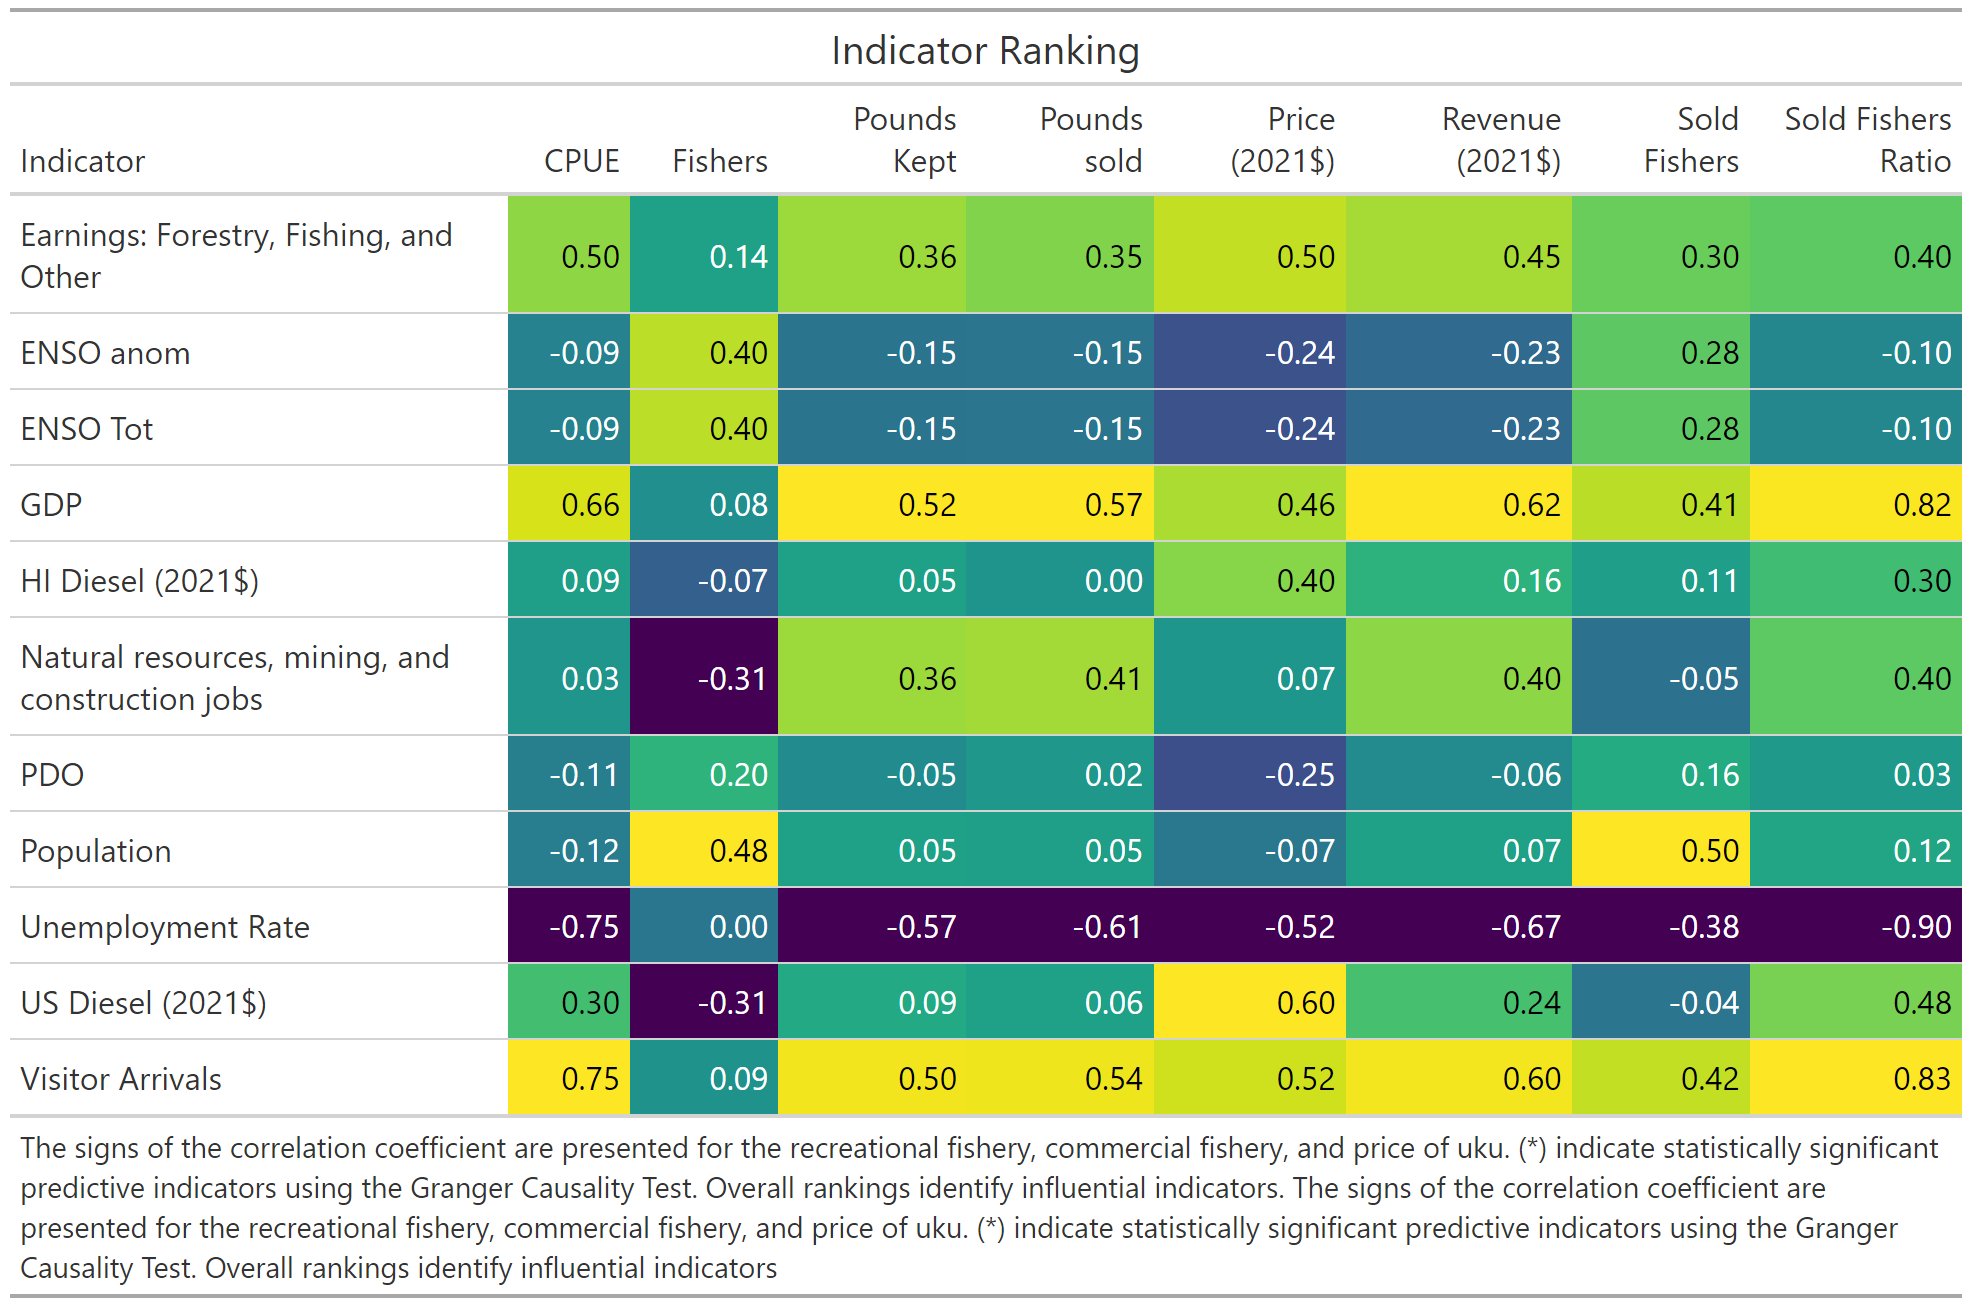 Indicator Ranking
Indicator CPUE Fishers Pounds Kept Pounds sold Price (2021$) Revenue (2021$) Sold Fishers Sold Fishers Ratio
Earnings: Forestry, Fishing, and Other 0.50 0.14 0.36 0.35 0.50 0.45 0.30 0.40
ENSO anom -0.09 0.40 -0.15 -0.15 -0.24 -0.23 0.28 -0.10
ENSO Tot -0.09 0.40 -0.15 -0.15 -0.24 -0.23 0.28 -0.10
GDP 0.66 0.08 0.52 0.57 0.46 0.62 0.41 0.82
HI Diesel (2021$) 0.09 -0.07 0.05 0.00 0.40 0.16 0.11 0.30
Natural resources, mining, and construction jobs 0.03 -0.31 0.36 0.41 0.07 0.40 -0.05 0.40
PDO -0.11 0.20 -0.05 0.02 -0.25 -0.06 0.16 0.03
Population -0.12 0.48 0.05 0.05 -0.07 0.07 0.50 0.12
Unemployment Rate -0.75 0.00 -0.57 -0.61 -0.52 -0.67 -0.38 -0.90
US Diesel (2021$) 0.30 -0.31 0.09 0.06 0.60 0.24 -0.04 0.48
Visitor Arrivals 0.75 0.09 0.50 0.54 0.52 0.60 0.42 0.83
The signs of the correlation coefficient are presented for the recreational fishery, commercial fishery, and price of uku. (*) indicate statistically significant
predictive indicators using the Granger Causality Test. Overall rankings identify influential indicators. The signs of the correlation coefficient are
presented for the recreational fishery, commercial fishery, and price of uku. (*) indicate statistically significant predictive indicators using the Granger
Causality Test. Overall rankings identify influential indicators